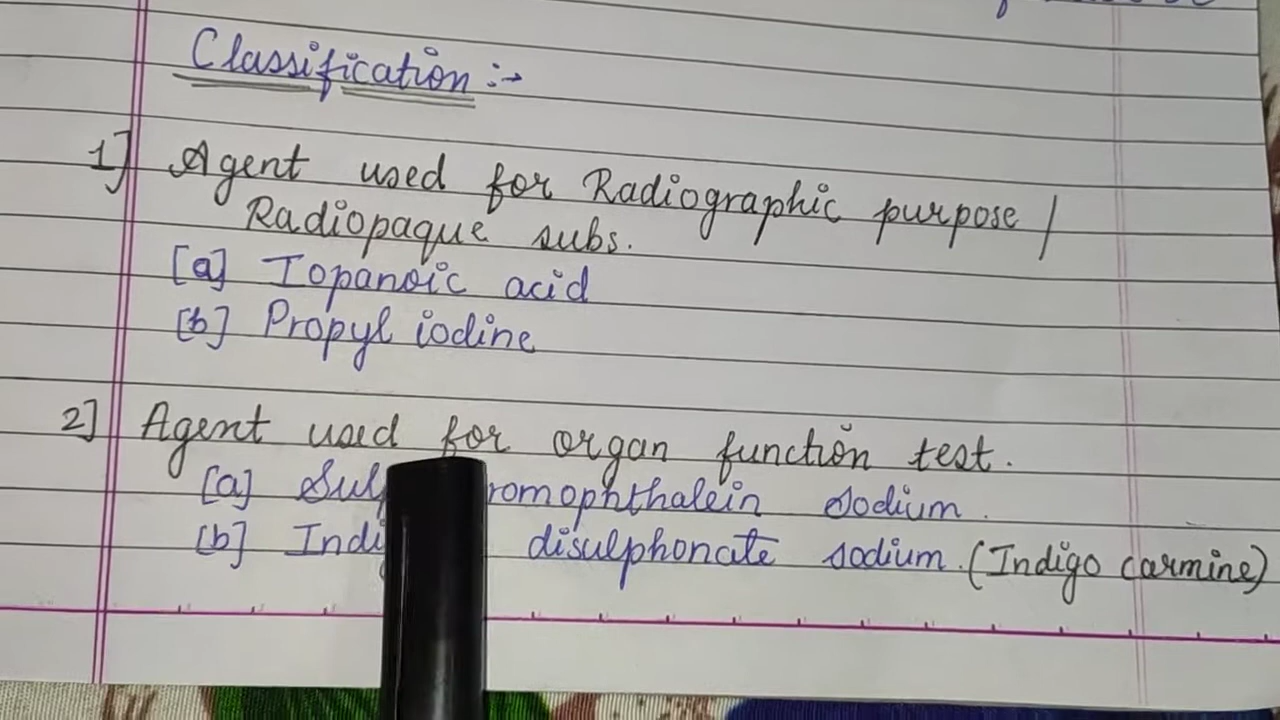 Classification :-
1] Agent used for Radiographic purpose /
Radiopaque subs.
[a] Iopanoic acid
[b] Propyl iodine
2] Agent used for organ function test.
[a] sodium.
[b] disulphonate sodium. (Indigo carmine)